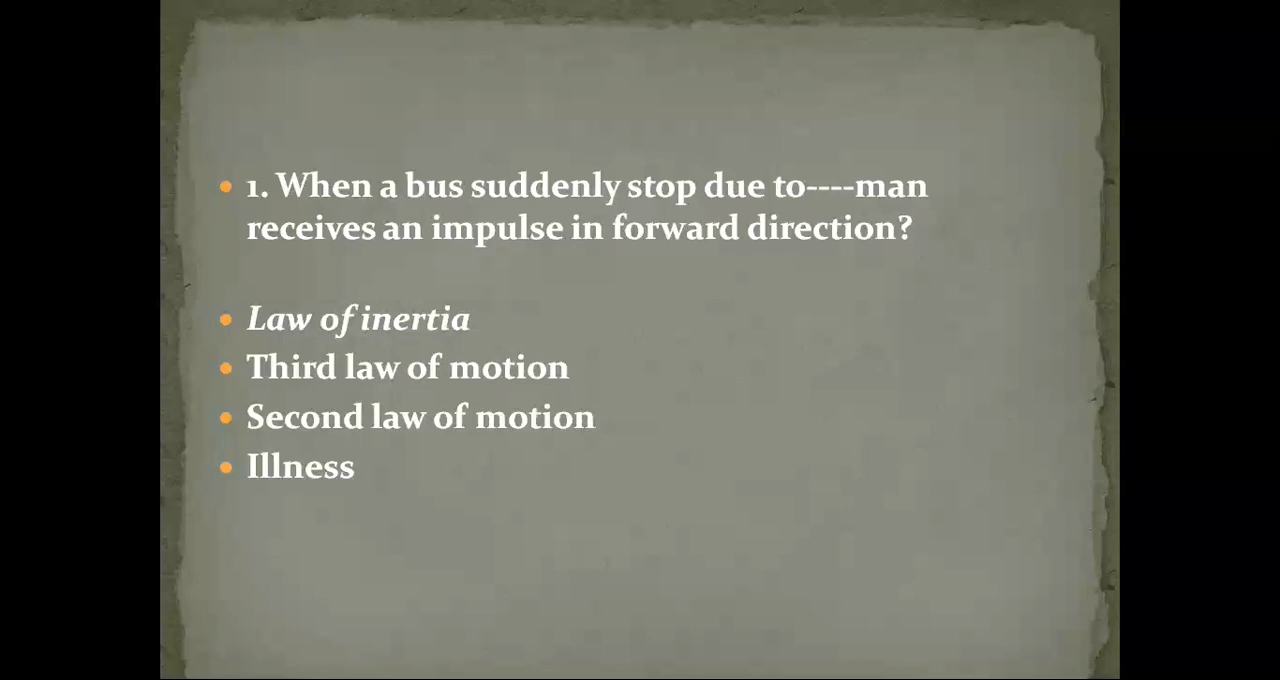 1. When a bus suddenly stop due to----man
receives an impulse in forward direction?
Law of inertia
Third law of motion
Second law of motion
Illness